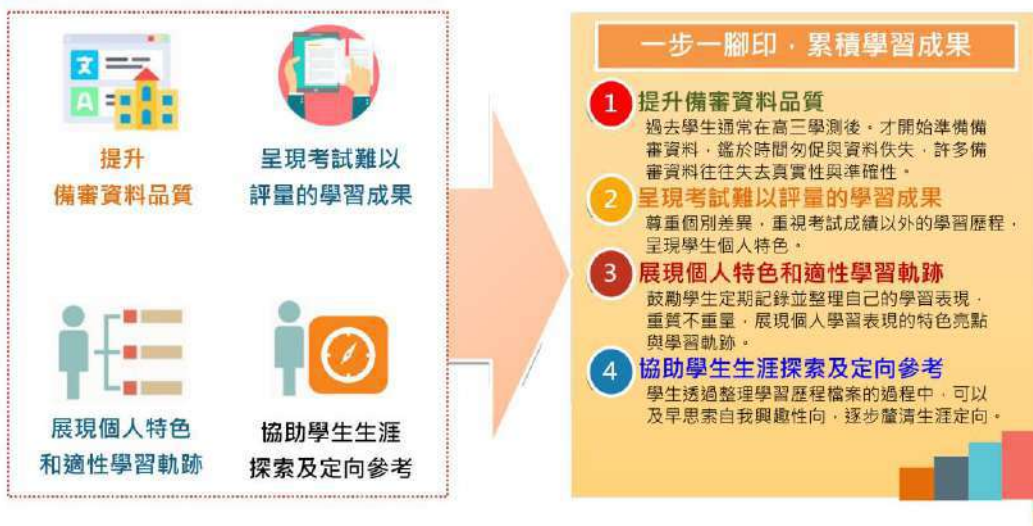 文
A
提升
備審資料品質
呈現考試難以
評量的學習成果
展現個人特色
和適性學習軌跡
協助學生生涯
探索及定向參考
一步一腳印，累積學習成果
1 提升備審資料品質
過去學生通常在高三學測後，才開始準備備
審資料，鑑於時間匆促與資料佚失，許多備
審資料往往失去真實性與準確性。
2 呈現考試難以評量的學習成果
尊重個別差異，重視考試成績以外的學習歷程，
呈現學生個人特色。
3 展現個人特色和適性學習軌跡
鼓勵學生定期記錄並整理自己的學習表現，
重質不重量，展現個人學習表現的特色亮點
與學習軌跡。
4 協助學生生涯探索及定向參考
學生透過整理學習歷程檔案的過程中，可以
及早思索自我興趣性向，逐步釐清生涯定向。